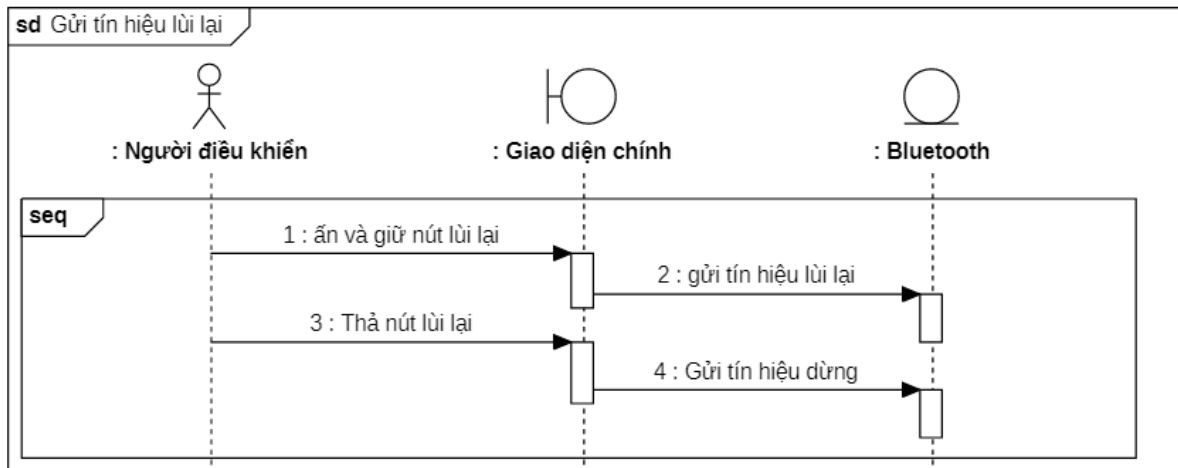 sd Gửi tín hiệu lùi lại
: Người điều khiển
: Giao diện chính
: Bluetooth
seq
1 : ấn và giữ nút lùi lại
2 : gửi tín hiệu lùi lại
3 : Thả nút lùi lại
4 : Gửi tín hiệu dừng